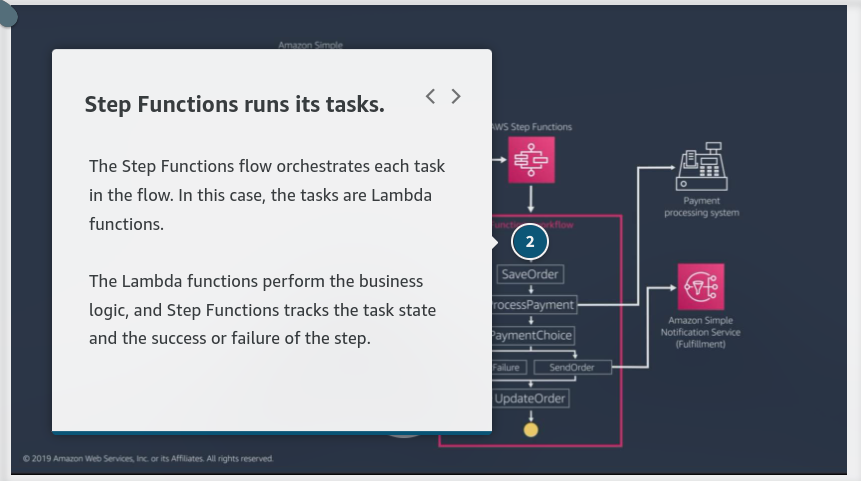 Amazon Simple
Step Functions runs its tasks.
The Step Functions flow orchestrates each task
in the flow. In this case, the tasks are Lambda
functions.
The Lambda functions perform the business
logic, and Step Functions tracks the task state
and the success or failure of the step.
AWS Step Functions
2
SaveOrder
ProcessPayment
PaymentChoice
Failure
SendOrder
UpdateOrder
Payment
processing system
Amazon Simple
Notification Service
(Fulfillment)
© 2019 Amazon Web Services, Inc. or its Affiliates. All rights reserved.